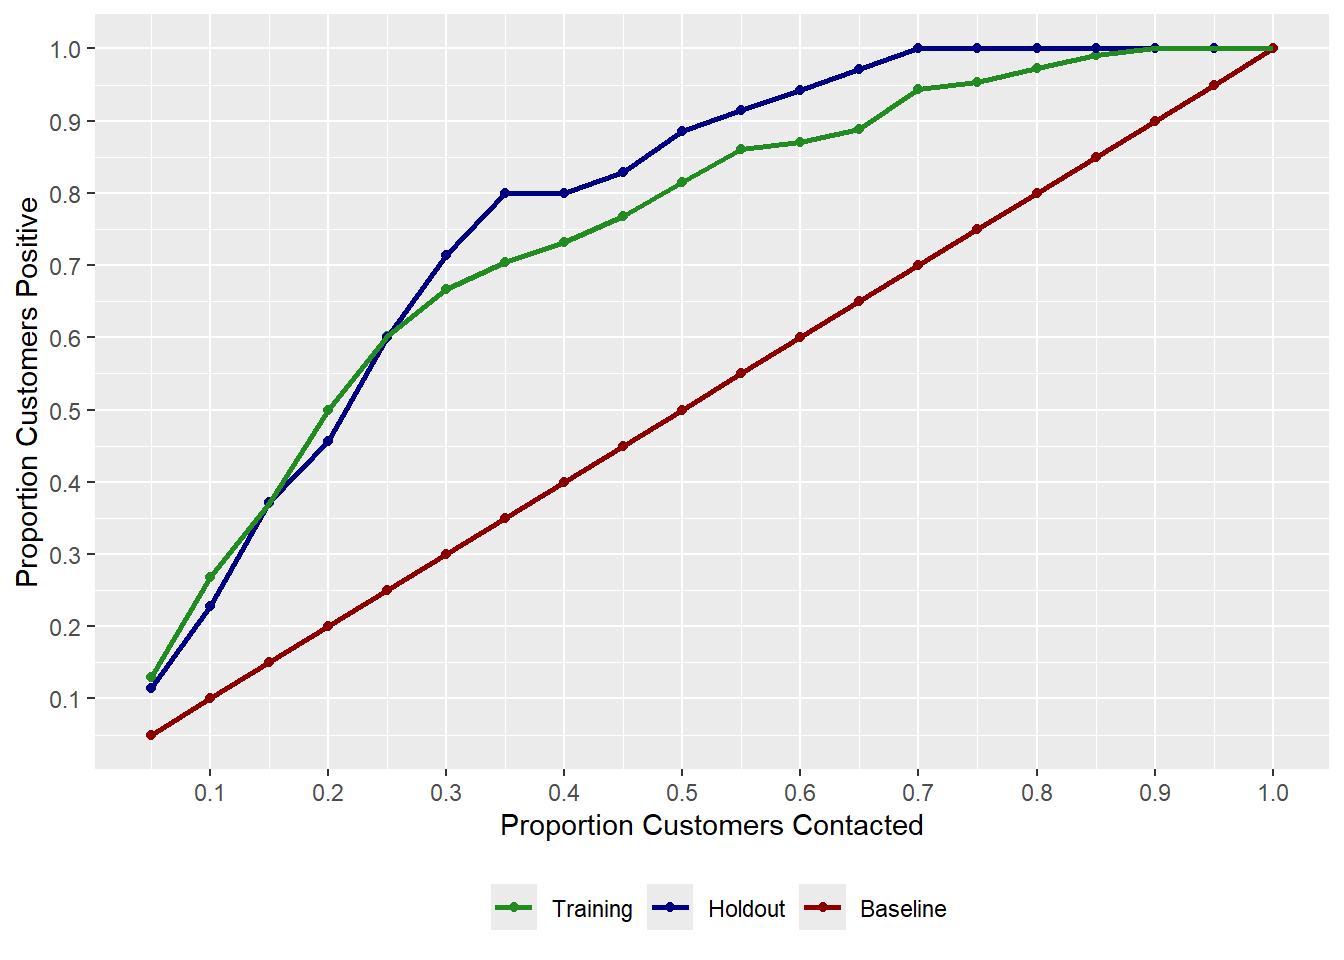 1.0
0.9
0.8
0.7
0.6
0.5
0.4
0.3
0.2
0.1
Proportion Customers Positive
0.1 0.2 0.3 0.4 0.5 0.6 0.7 0.8 0.9 1.0
Proportion Customers Contacted
Training Holdout Baseline